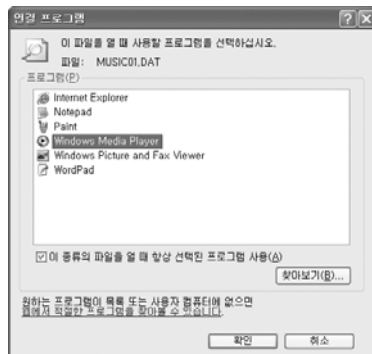 연결 프로그램
이 파일을 열 때 사용할 프로그램을 선택하십시오.
파일: MUSIC01.DAT
프로그램(P)
Internet Explorer
Notepad
Paint
Windows Media Player
Windows Picture and Fax Viewer
WordPad
이 종류의 파일을 열 때 항상 선택된 프로그램 사용(A)
찾아보기(B)...
원하는 프로그램이 목록 또는 사용자 컴퓨터에 없으면
웹에서 적절한 프로그램을 찾아볼 수 있습니다.
확인
취소